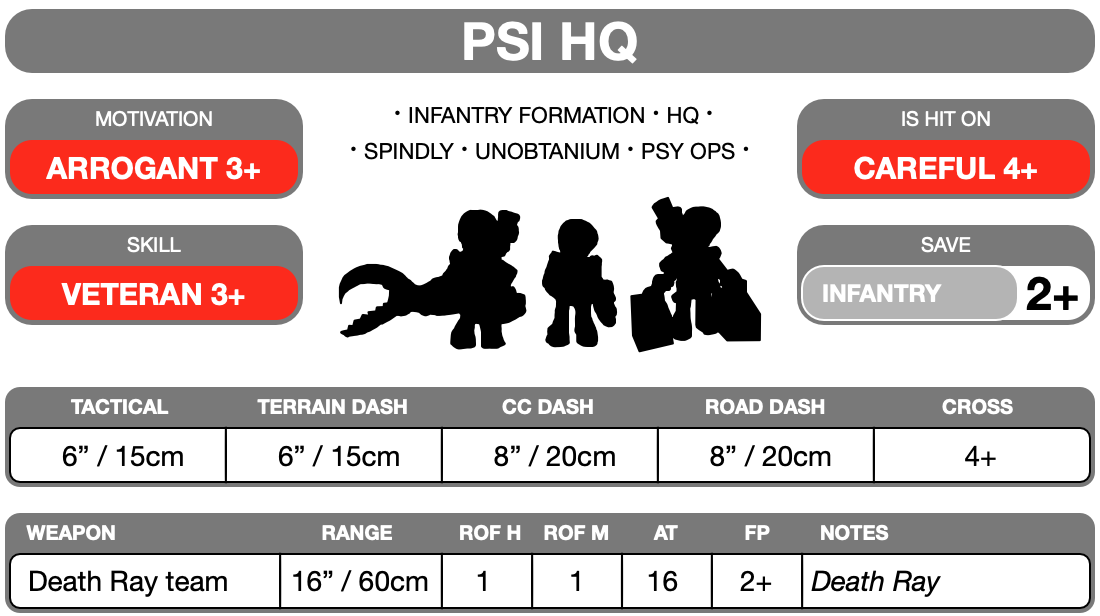 PSI HQ
MOTIVATION
ARROGANT 3+
SKILL
VETERAN 3+
• INFANTRY FORMATION • HQ •
• SPINDLY • UNOBTANIUM • PSY OPS •
IS HIT ON
CAREFUL 4+
SAVE
INFANTRY 2+
TACTICAL TERRAIN DASH CC DASH ROAD DASH CROSS
6” / 15cm 6” / 15cm 8” / 20cm 8” / 20cm 4+
WEAPON RANGE ROF H ROF M AT FP NOTES
Death Ray team 16” / 60cm 1 1 16 2+ Death Ray